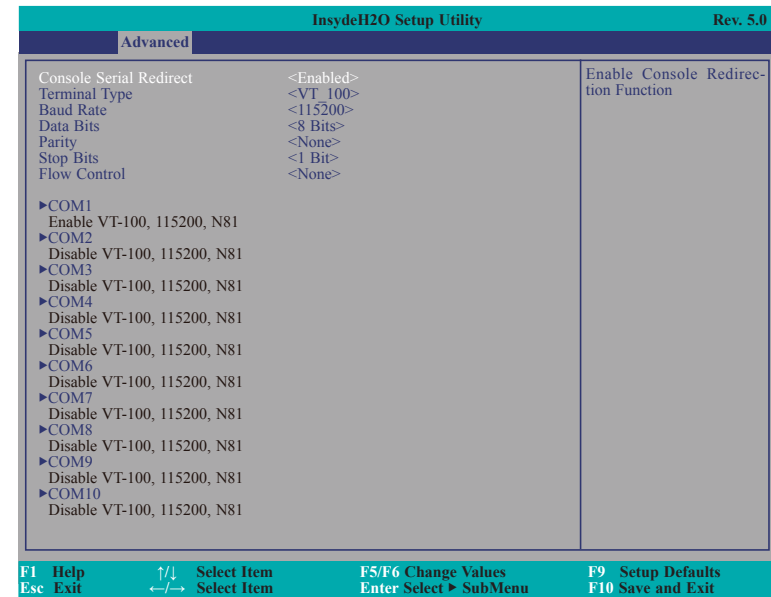 InsydeH2O Setup Utility Rev. 5.0
Advanced
Console Serial Redirect <Enabled>
Terminal Type <VT_100>
Baud Rate <115200>
Data Bits <8 Bits>
Parity <None>
Stop Bits <1 Bit>
Flow Control <None>
►COM1
Enable VT-100, 115200, N81
►COM2
Disable VT-100, 115200, N81
►COM3
Disable VT-100, 115200, N81
►COM4
Disable VT-100, 115200, N81
►COM5
Disable VT-100, 115200, N81
►COM6
Disable VT-100, 115200, N81
►COM7
Disable VT-100, 115200, N81
►COM8
Disable VT-100, 115200, N81
►COM9
Disable VT-100, 115200, N81
►COM10
Disable VT-100, 115200, N81
Enable Console Redirec-
tion Function
F1 Help ↑/↓ Select Item F5/F6 Change Values F9 Setup Defaults
Esc Exit ←/→ Select Item Enter Select ► SubMenu F10 Save and Exit